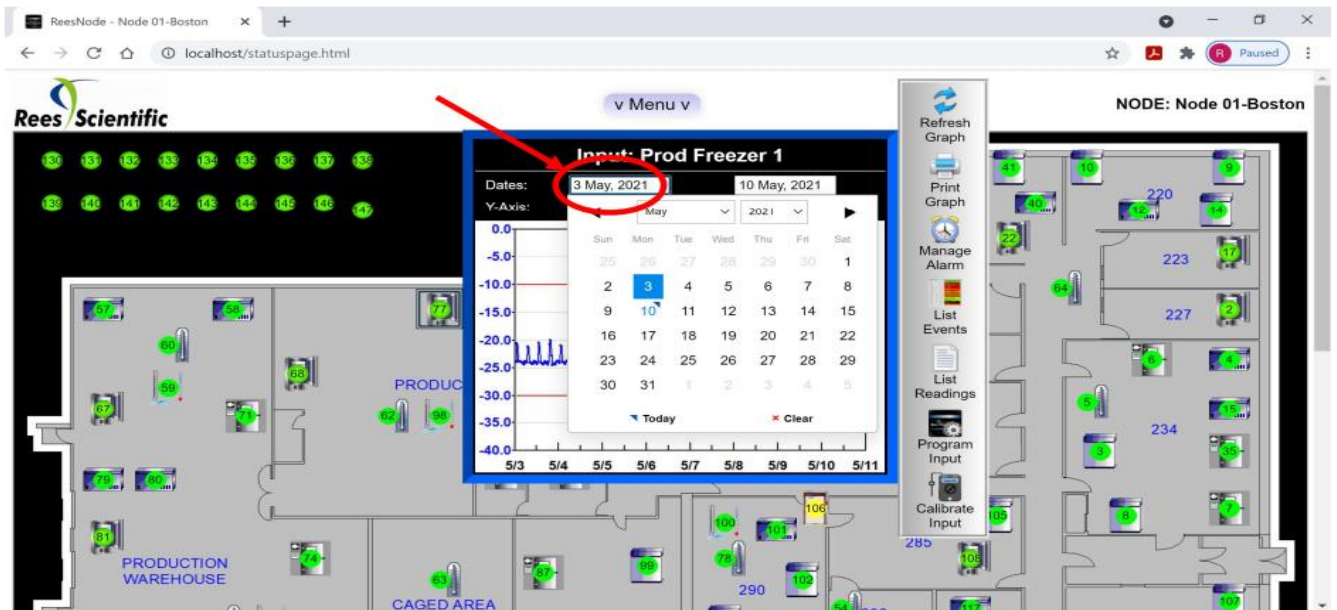 ReesNode - Node 01-Boston
localhost/statuspage.html
R Paused
Rees Scientific
v Menu v
NODE: Node 01-Boston
Input: Prod Freezer 1
Dates: 3 May, 2021 10 May, 2021
Y-Axis:
May 2021
Sun Mon Tue Wed Thu Fri Sat
25 26 27 28 29 30 1
2 3 4 5 6 7 8
9 10 11 12 13 14 15
16 17 18 19 20 21 22
23 24 25 26 27 28 29
30 31 1 2 3 4 5
Today Clear
0.0
-5.0
-10.0
-15.0
-20.0
-25.0
-30.0
-35.0
-40.0
5/3 5/4 5/5 5/6 5/7 5/8 5/9 5/10 5/11
Refresh
Graph
Print
Graph
Manage
Alarm
List
Events
List
Readings
Program
Input
Calibrate
Input
130 131 132 133 134 135 136 137 138
139 140 141 142 143 144 145 146 147
57 58 77
60
59
68
67
71
PRODUC
62 98
79 80
81
PRODUCTION
WAREHOUSE
74
63
CAGED AREA
87
99
100
101
106
78
290
102
54
105
285
108
117
41 10 9
40
220
12 14
22
223
17
64
227
2
6 4
5
15
234
3
35
8
7
107